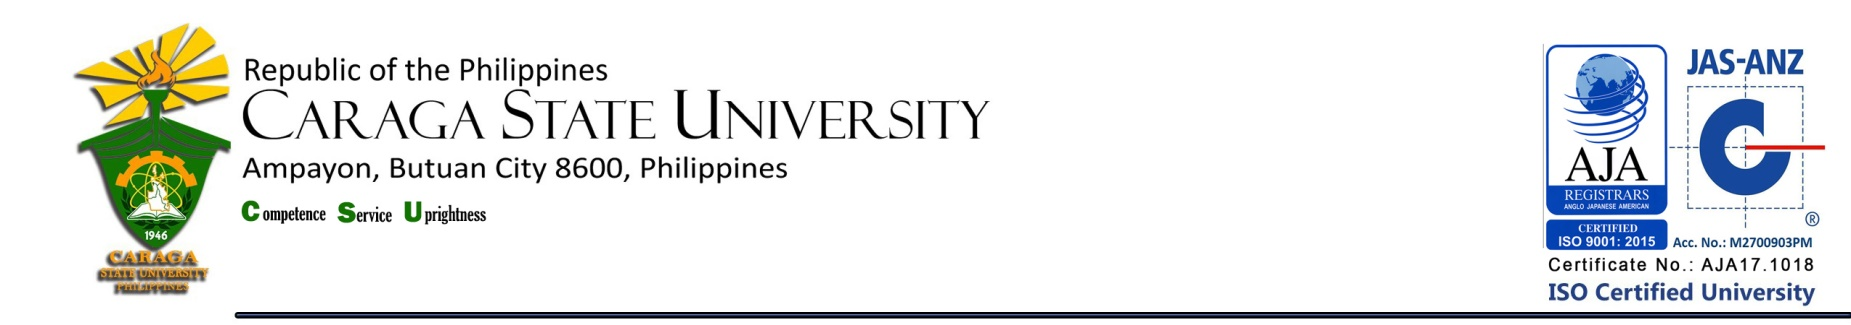 Republic of the Philippines
CARAGA STATE UNIVERSITY
Ampayon, Butuan City 8600, Philippines
Competence Service Uprightness
1946
CARAGA
STATE UNIVERSITY
PHILIPPINES
AJA
REGISTRARS
ANGLO JAPANESE AMERICAN
CERTIFIED
ISO 9001: 2015
JAS-ANZ
®
Acc. No.: M2700903PM
Certificate No.: AJA17.1018
ISO Certified University